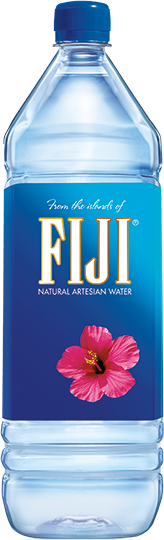 From the islands of
FIJI®
NATURAL ARTESIAN WATER